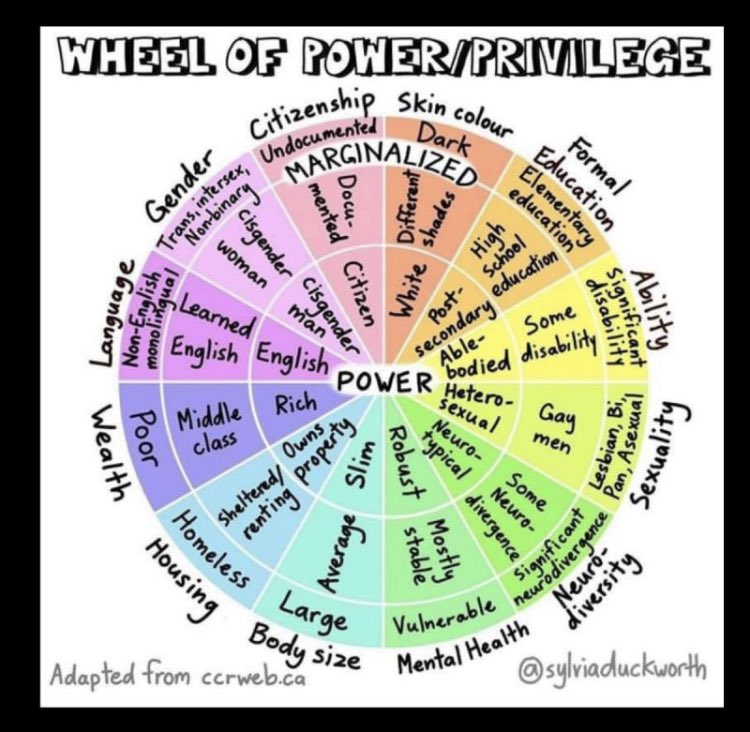 WHEEL OF POWER/PRIVILEGE
Citizenship
Undocumented
Docu-
mented
Citizen
Skin colour
Dark
Different
shades
White
Formal
Education
Elementary
education
High
school
education
Post-
secondary
Ability
Significant
disability
Some
disability
Able-
bodied
Sexuality
Lesbian, Bi,
Pan, Asexual
Gay
men
Hetero-
sexual
Neuro-
diversity
Significant
neurodivergence
Some
Neuro-
divergence
Neuro-
typical
Mental Health
Vulnerable
Mostly
stable
Robust
Body size
Large
Average
Slim
Housing
Homeless
Sheltered/
renting
Owns
property
Wealth
Poor
Middle
class
Rich
Language
Non-English
monolingual
Learned
English
English
Gender
Trans, intersex,
Nonbinary
cisgender
woman
cisgender
man
MARGINALIZED
POWER
Adapted from ccrweb.ca
@sylviaduckworth